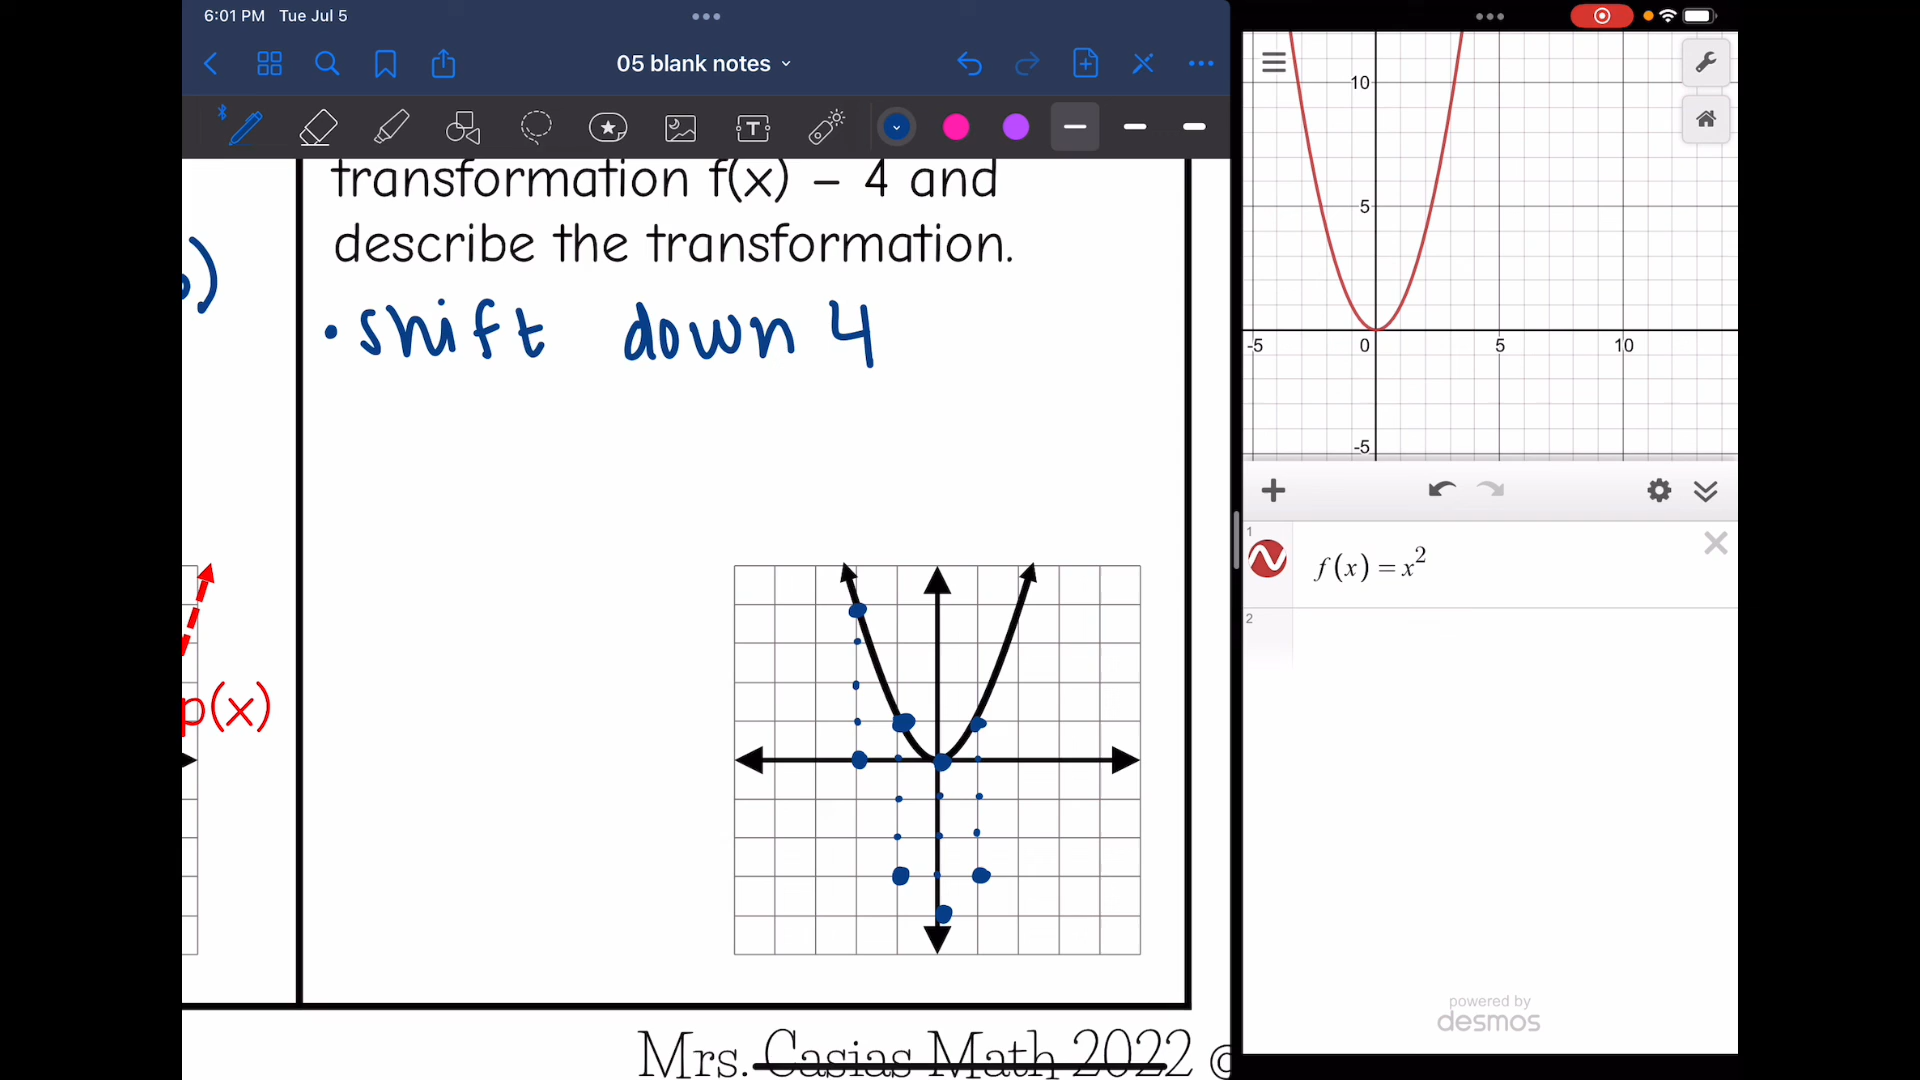 6:01 PM Tue Jul 5
05 blank notes
transformation f(x) – 4 and
describe the transformation.
• shift down 4
p(x)
Mrs. Casias Math 2022 ©
10
5
-5
0
5
10
-5
1
f(x) = x²
2
powered by
desmos